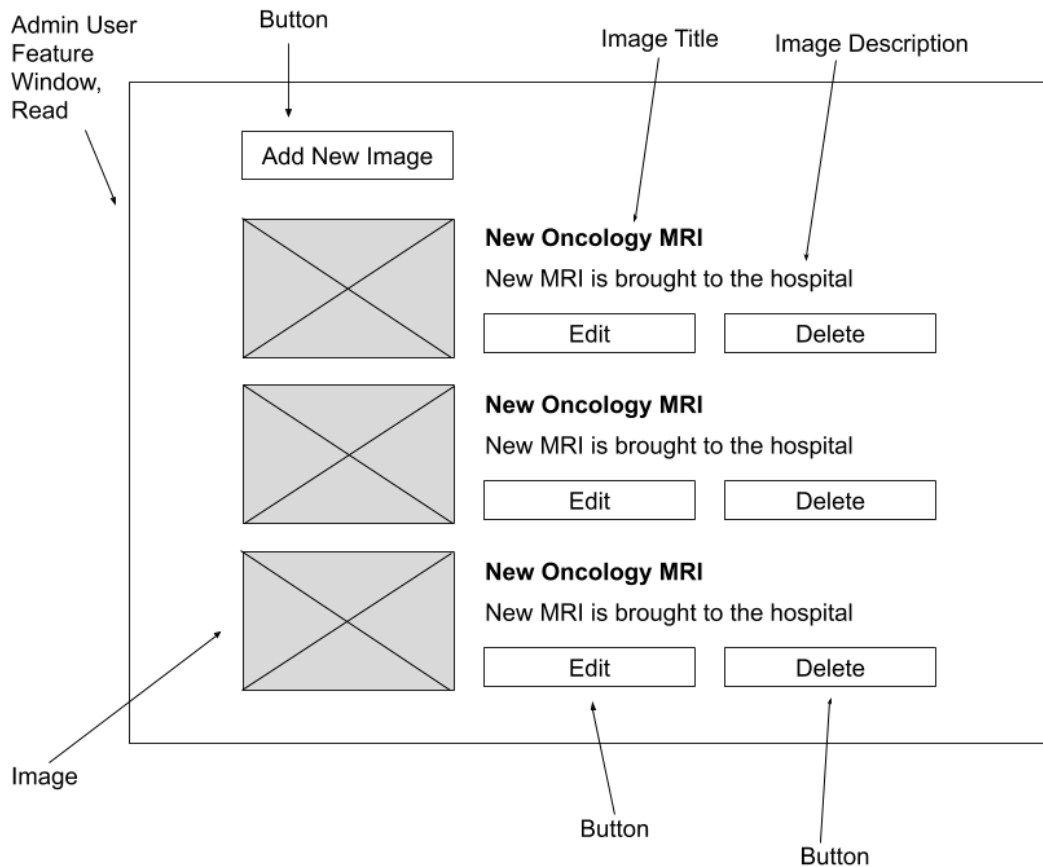 Admin User
Feature
Window,
Read
Button
Image Title
Image Description
Add New Image
New Oncology MRI
New MRI is brought to the hospital
Edit
Delete
New Oncology MRI
New MRI is brought to the hospital
Edit
Delete
New Oncology MRI
New MRI is brought to the hospital
Edit
Delete
Image
Button
Button